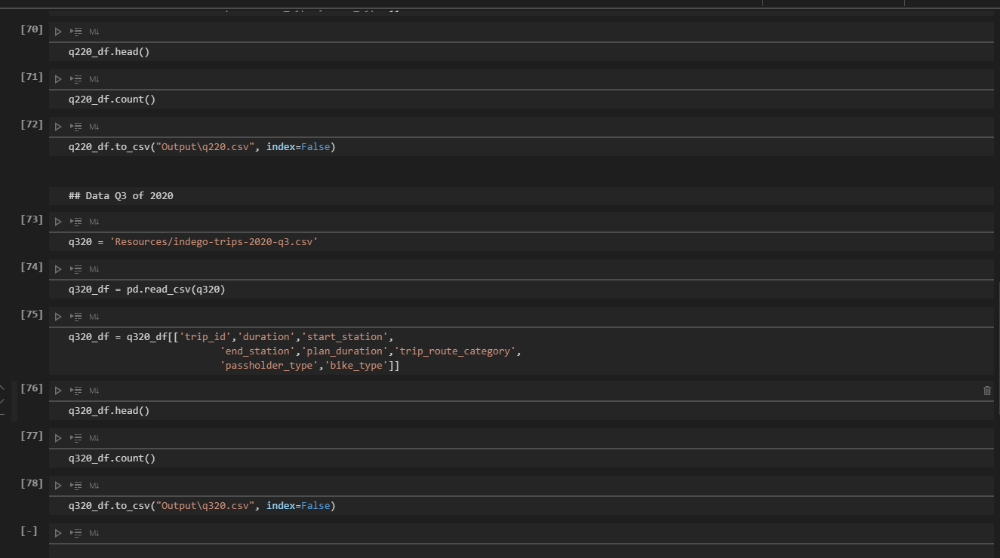 [70]
M↓
q220_df.head()
[71]
M↓
q220_df.count()
[72]
M↓
q220_df.to_csv("Output\q220.csv", index=False)
## Data Q3 of 2020
[73]
M↓
q320 = 'Resources/indego-trips-2020-q3.csv'
[74]
M↓
q320_df = pd.read_csv(q320)
[75]
M↓
q320_df = q320_df[['trip_id','duration','start_station',
'end_station','plan_duration','trip_route_category',
'passholder_type','bike_type']]
[76]
M↓
q320_df.head()
[77]
M↓
q320_df.count()
[78]
M↓
q320_df.to_csv("Output\q320.csv", index=False)
[-]
M↓